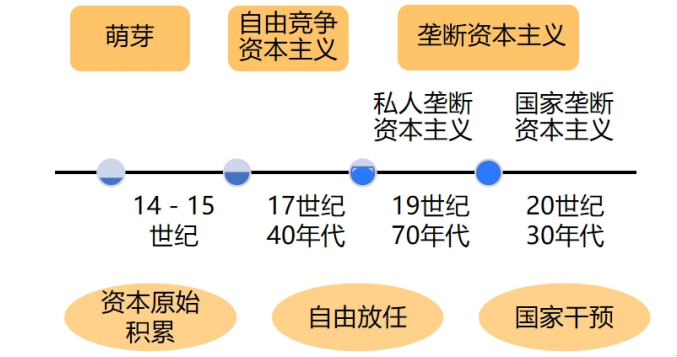 萌芽
自由竞争
资本主义
垄断资本主义
私人垄断
资本主义
国家垄断
资本主义
14 - 15
世纪
17世纪
40年代
19世纪
70年代
20世纪
30年代
资本原始
积累
自由放任
国家干预